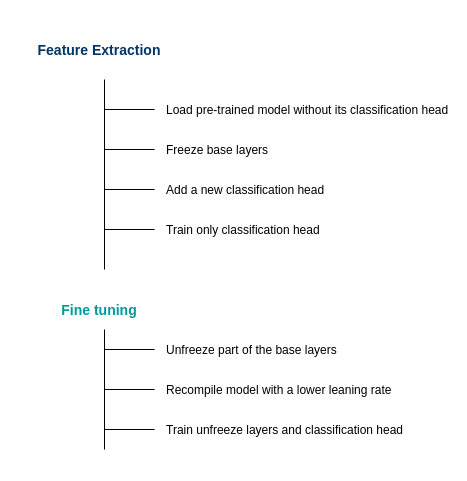 Feature Extraction
Load pre-trained model without its classification head
Freeze base layers
Add a new classification head
Train only classification head
Fine tuning
Unfreeze part of the base layers
Recompile model with a lower leaning rate
Train unfreeze layers and classification head